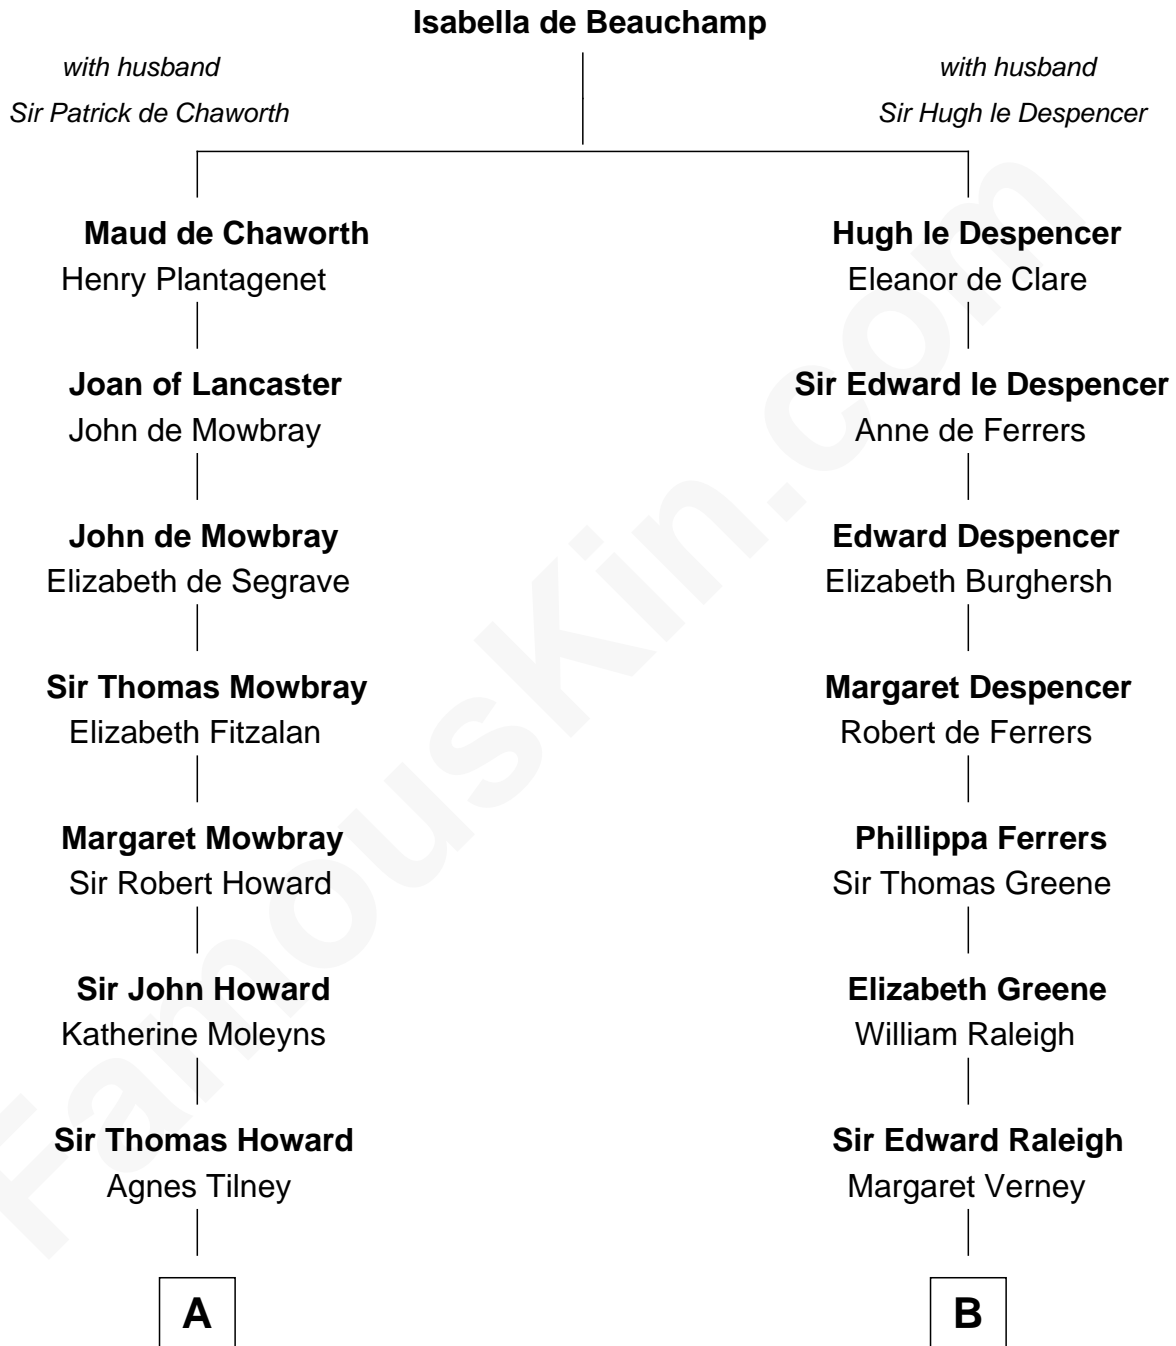 Isabella de Beauchamp
with husband
Sir Patrick de Chaworth
with husband
Sir Hugh le Despencer
Maud de Chaworth
Henry Plantagenet
Hugh le Despencer
Eleanor de Clare
Joan of Lancaster
John de Mowbray
Sir Edward le Despencer
Anne de Ferrers
John de Mowbray
Elizabeth de Segrave
Edward Despencer
Elizabeth Burghersh
Sir Thomas Mowbray
Elizabeth Fitzalan
Margaret Despencer
Robert de Ferrers
Margaret Mowbray
Sir Robert Howard
Phillippa Ferrers
Sir Thomas Greene
Sir John Howard
Katherine Moleyns
Elizabeth Greene
William Raleigh
Sir Thomas Howard
Agnes Tilney
Sir Edward Raleigh
Margaret Verney
A
B
FamousKin.com